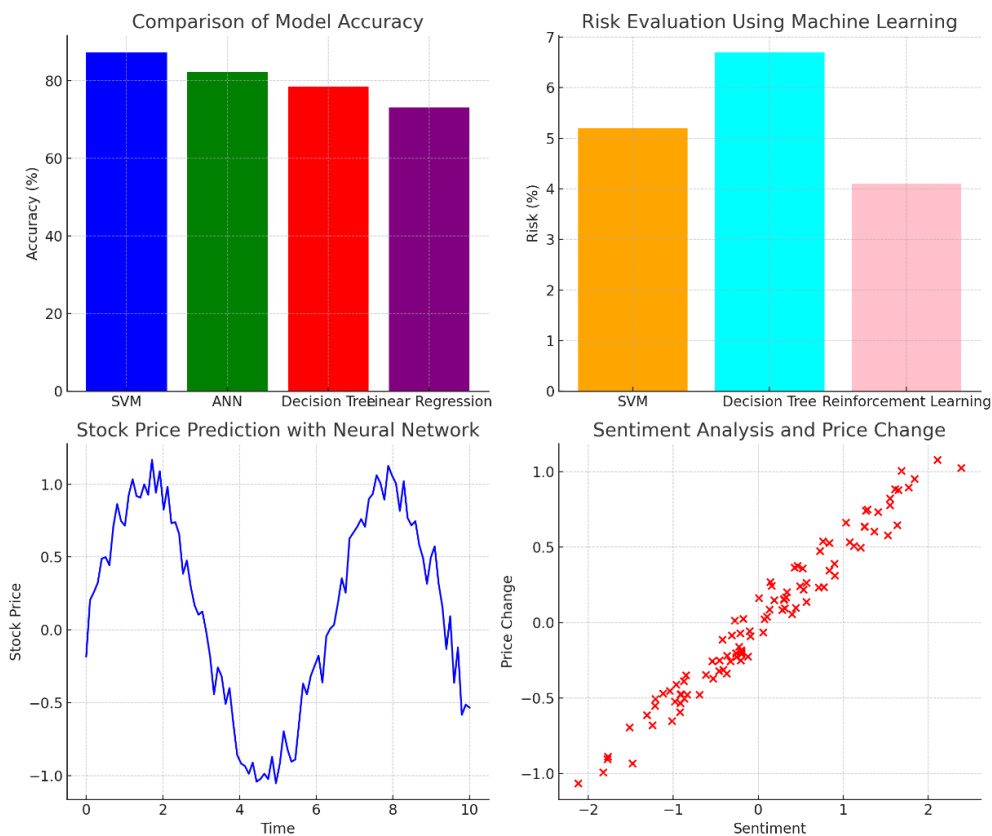 Comparison of Model Accuracy
Accuracy (%)
80
60
40
20
0
SVM ANN Decision Tree Linear Regression
Risk Evaluation Using Machine Learning
Risk (%)
7
6
5
4
3
2
1
0
SVM Decision Tree Reinforcement Learning
Stock Price Prediction with Neural Network
Stock Price
1.0
0.5
0.0
−0.5
−1.0
0 2 4 6 8 10
Time
Sentiment Analysis and Price Change
Price Change
1.0
0.5
0.0
−0.5
−1.0
−2 −1 0 1 2
Sentiment